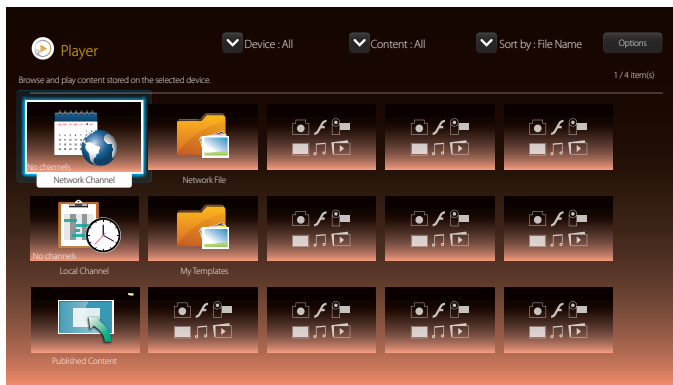 Player
Device : All
Content : All
Sort by : File Name
Options
Browse and play content stored on the selected device.
1 / 4 item(s)
No channels
Network Channel
Network File
No channels
Local Channel
My Templates
Published Content